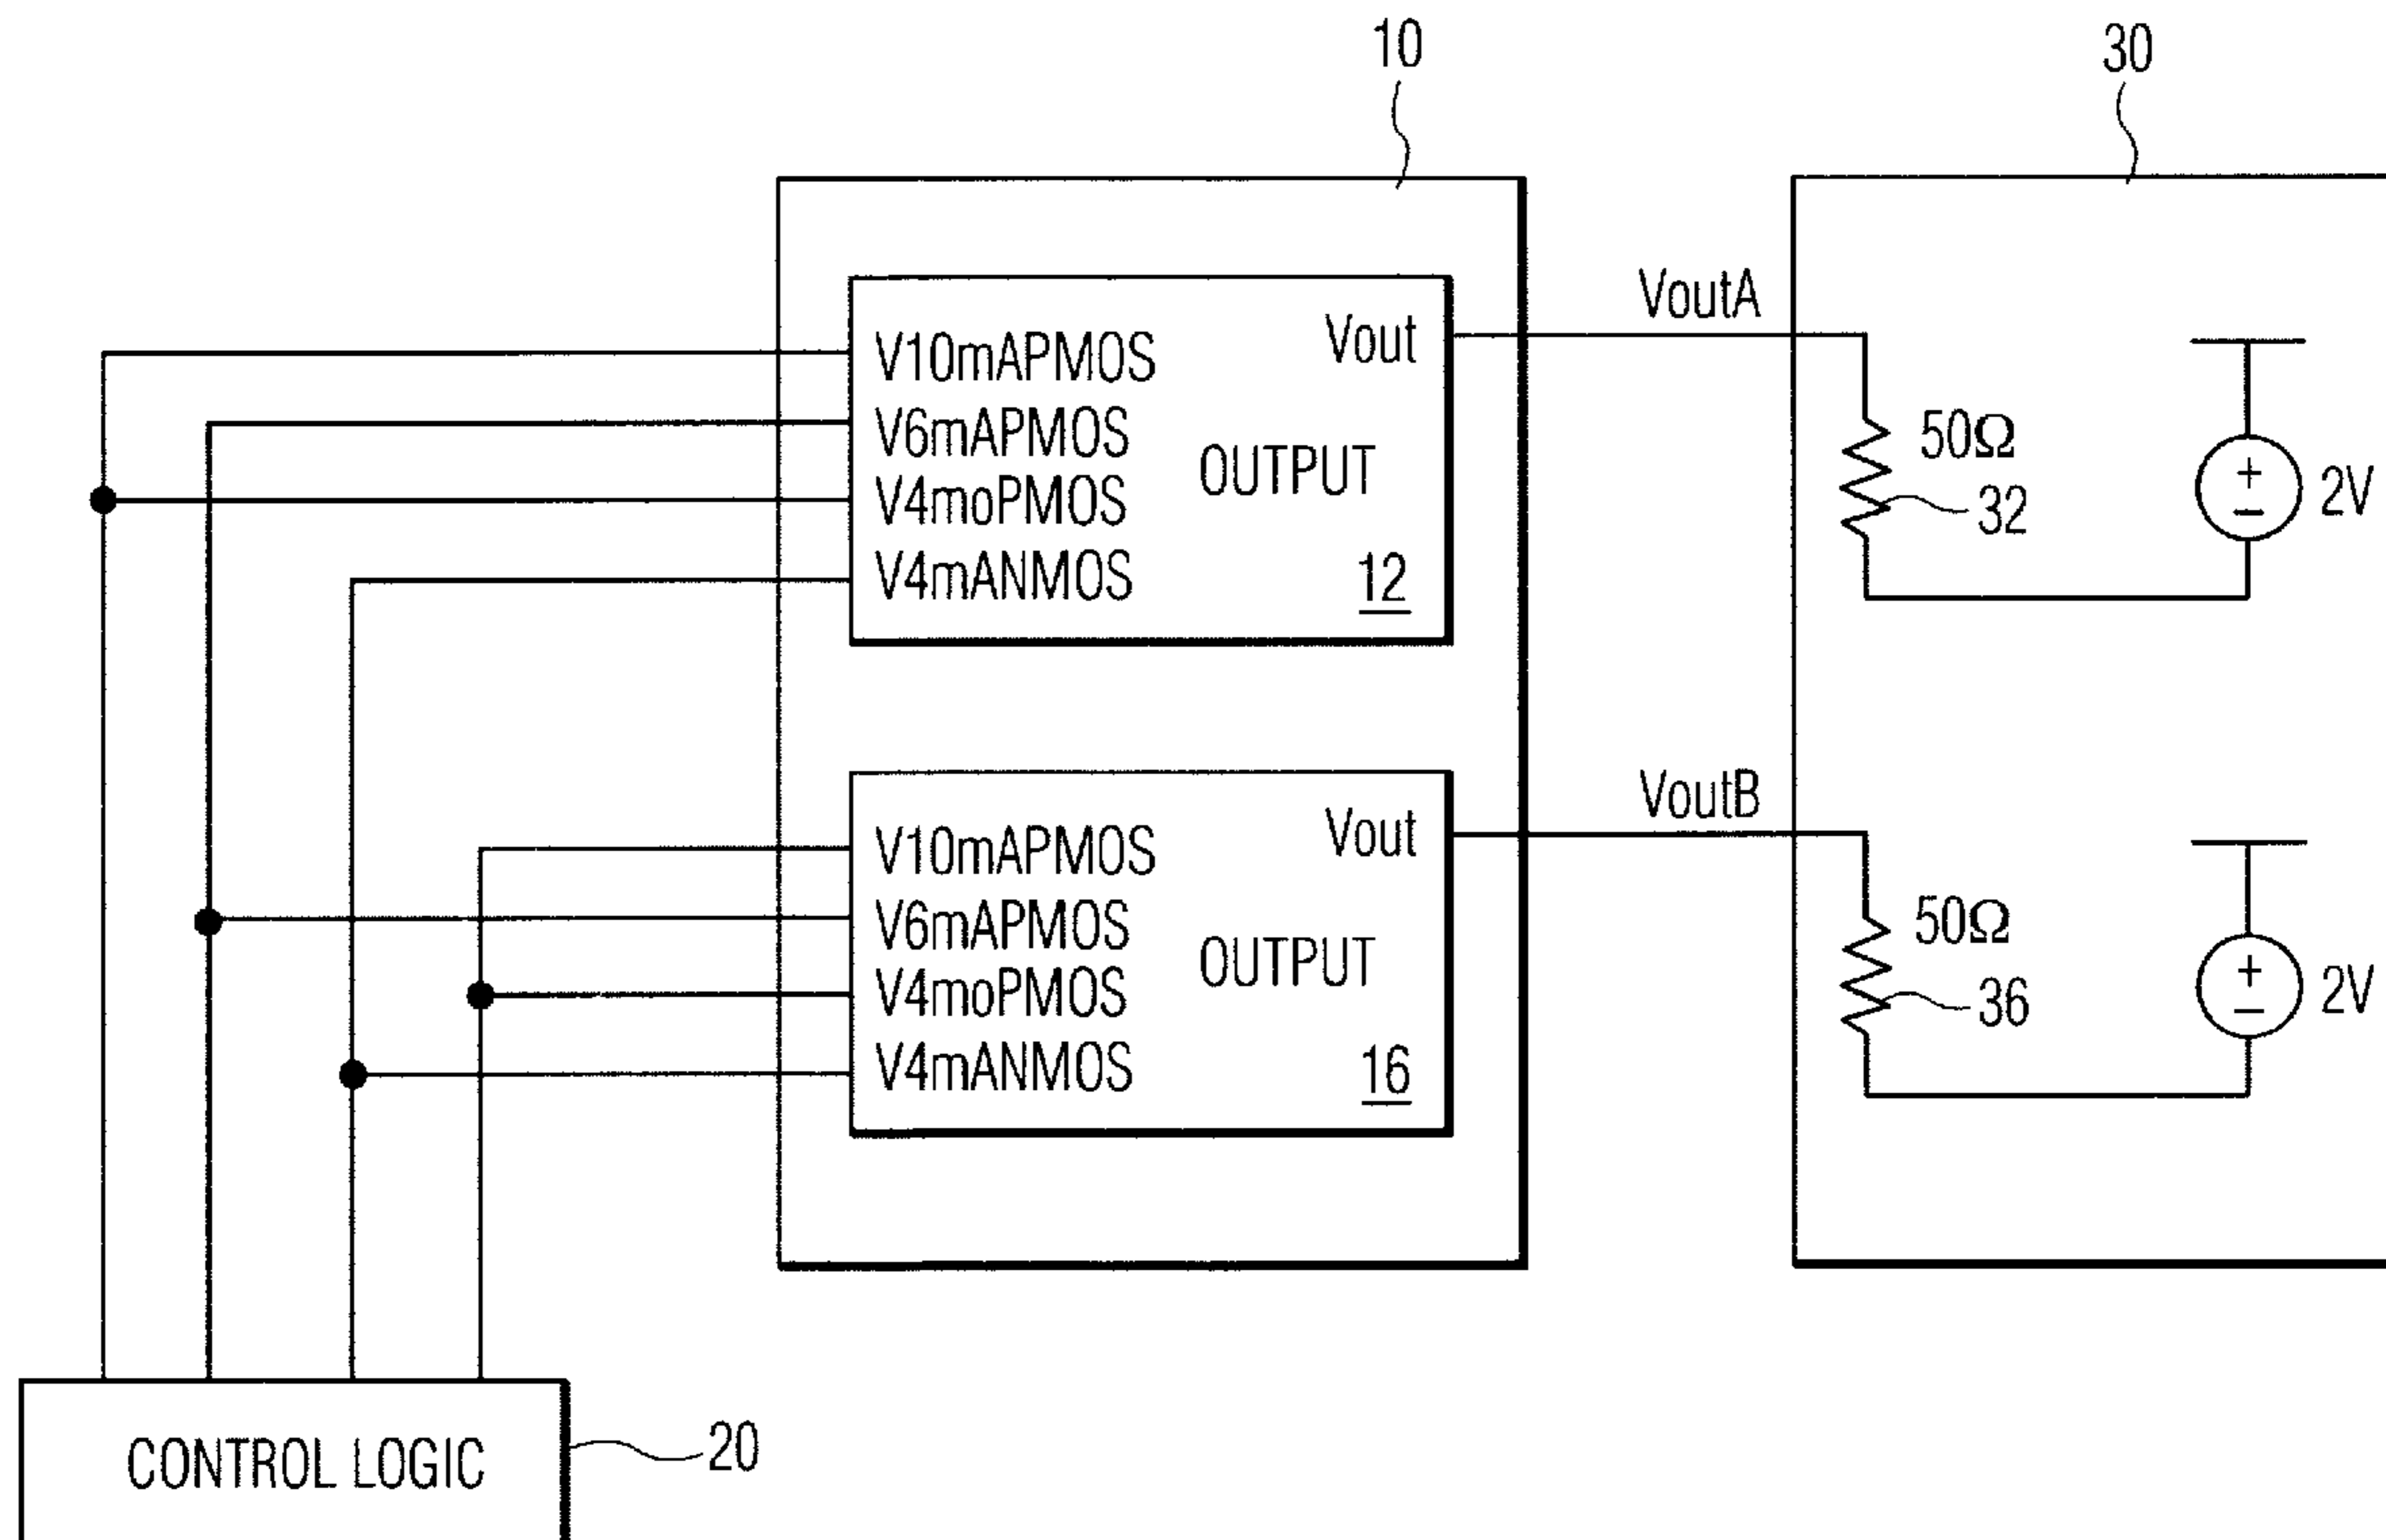 10
30
VoutA
V10mAPMOS
Vout
V6mAPMOS
OUTPUT
V4moPMOS
V4mANMOS
12
50Ω
32
2V
VoutB
V10mAPMOS
Vout
V6mAPMOS
OUTPUT
V4moPMOS
V4mANMOS
16
50Ω
36
2V
CONTROL LOGIC
20